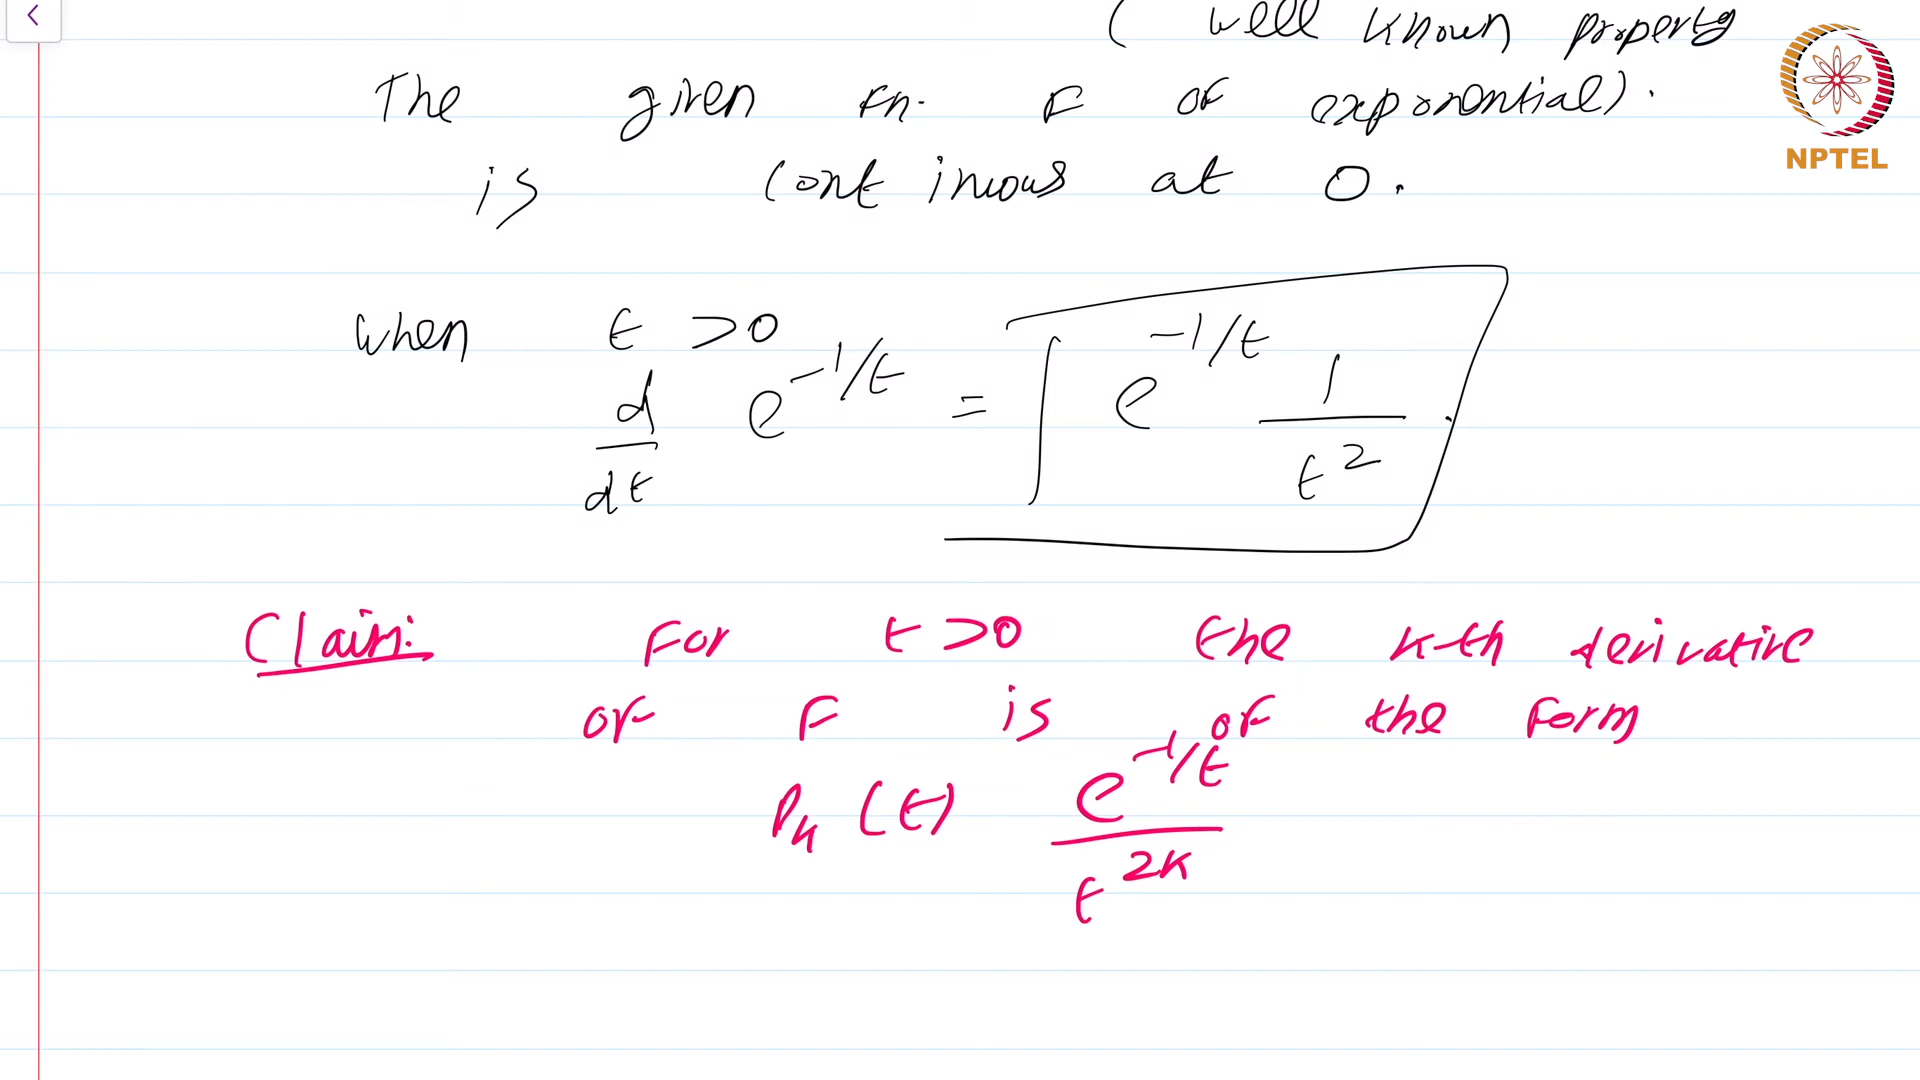 ( well known property
The given Fn. F of exponential).
is continuous at 0.
NPTEL
when t > 0
d/dt e^{-1/t} = [ e^{-1/t} 1/t^2 .
Claim: For t > 0 the k-th derivative
of F is of the form
P_k (t) e^{-1/t} / t^{2k}